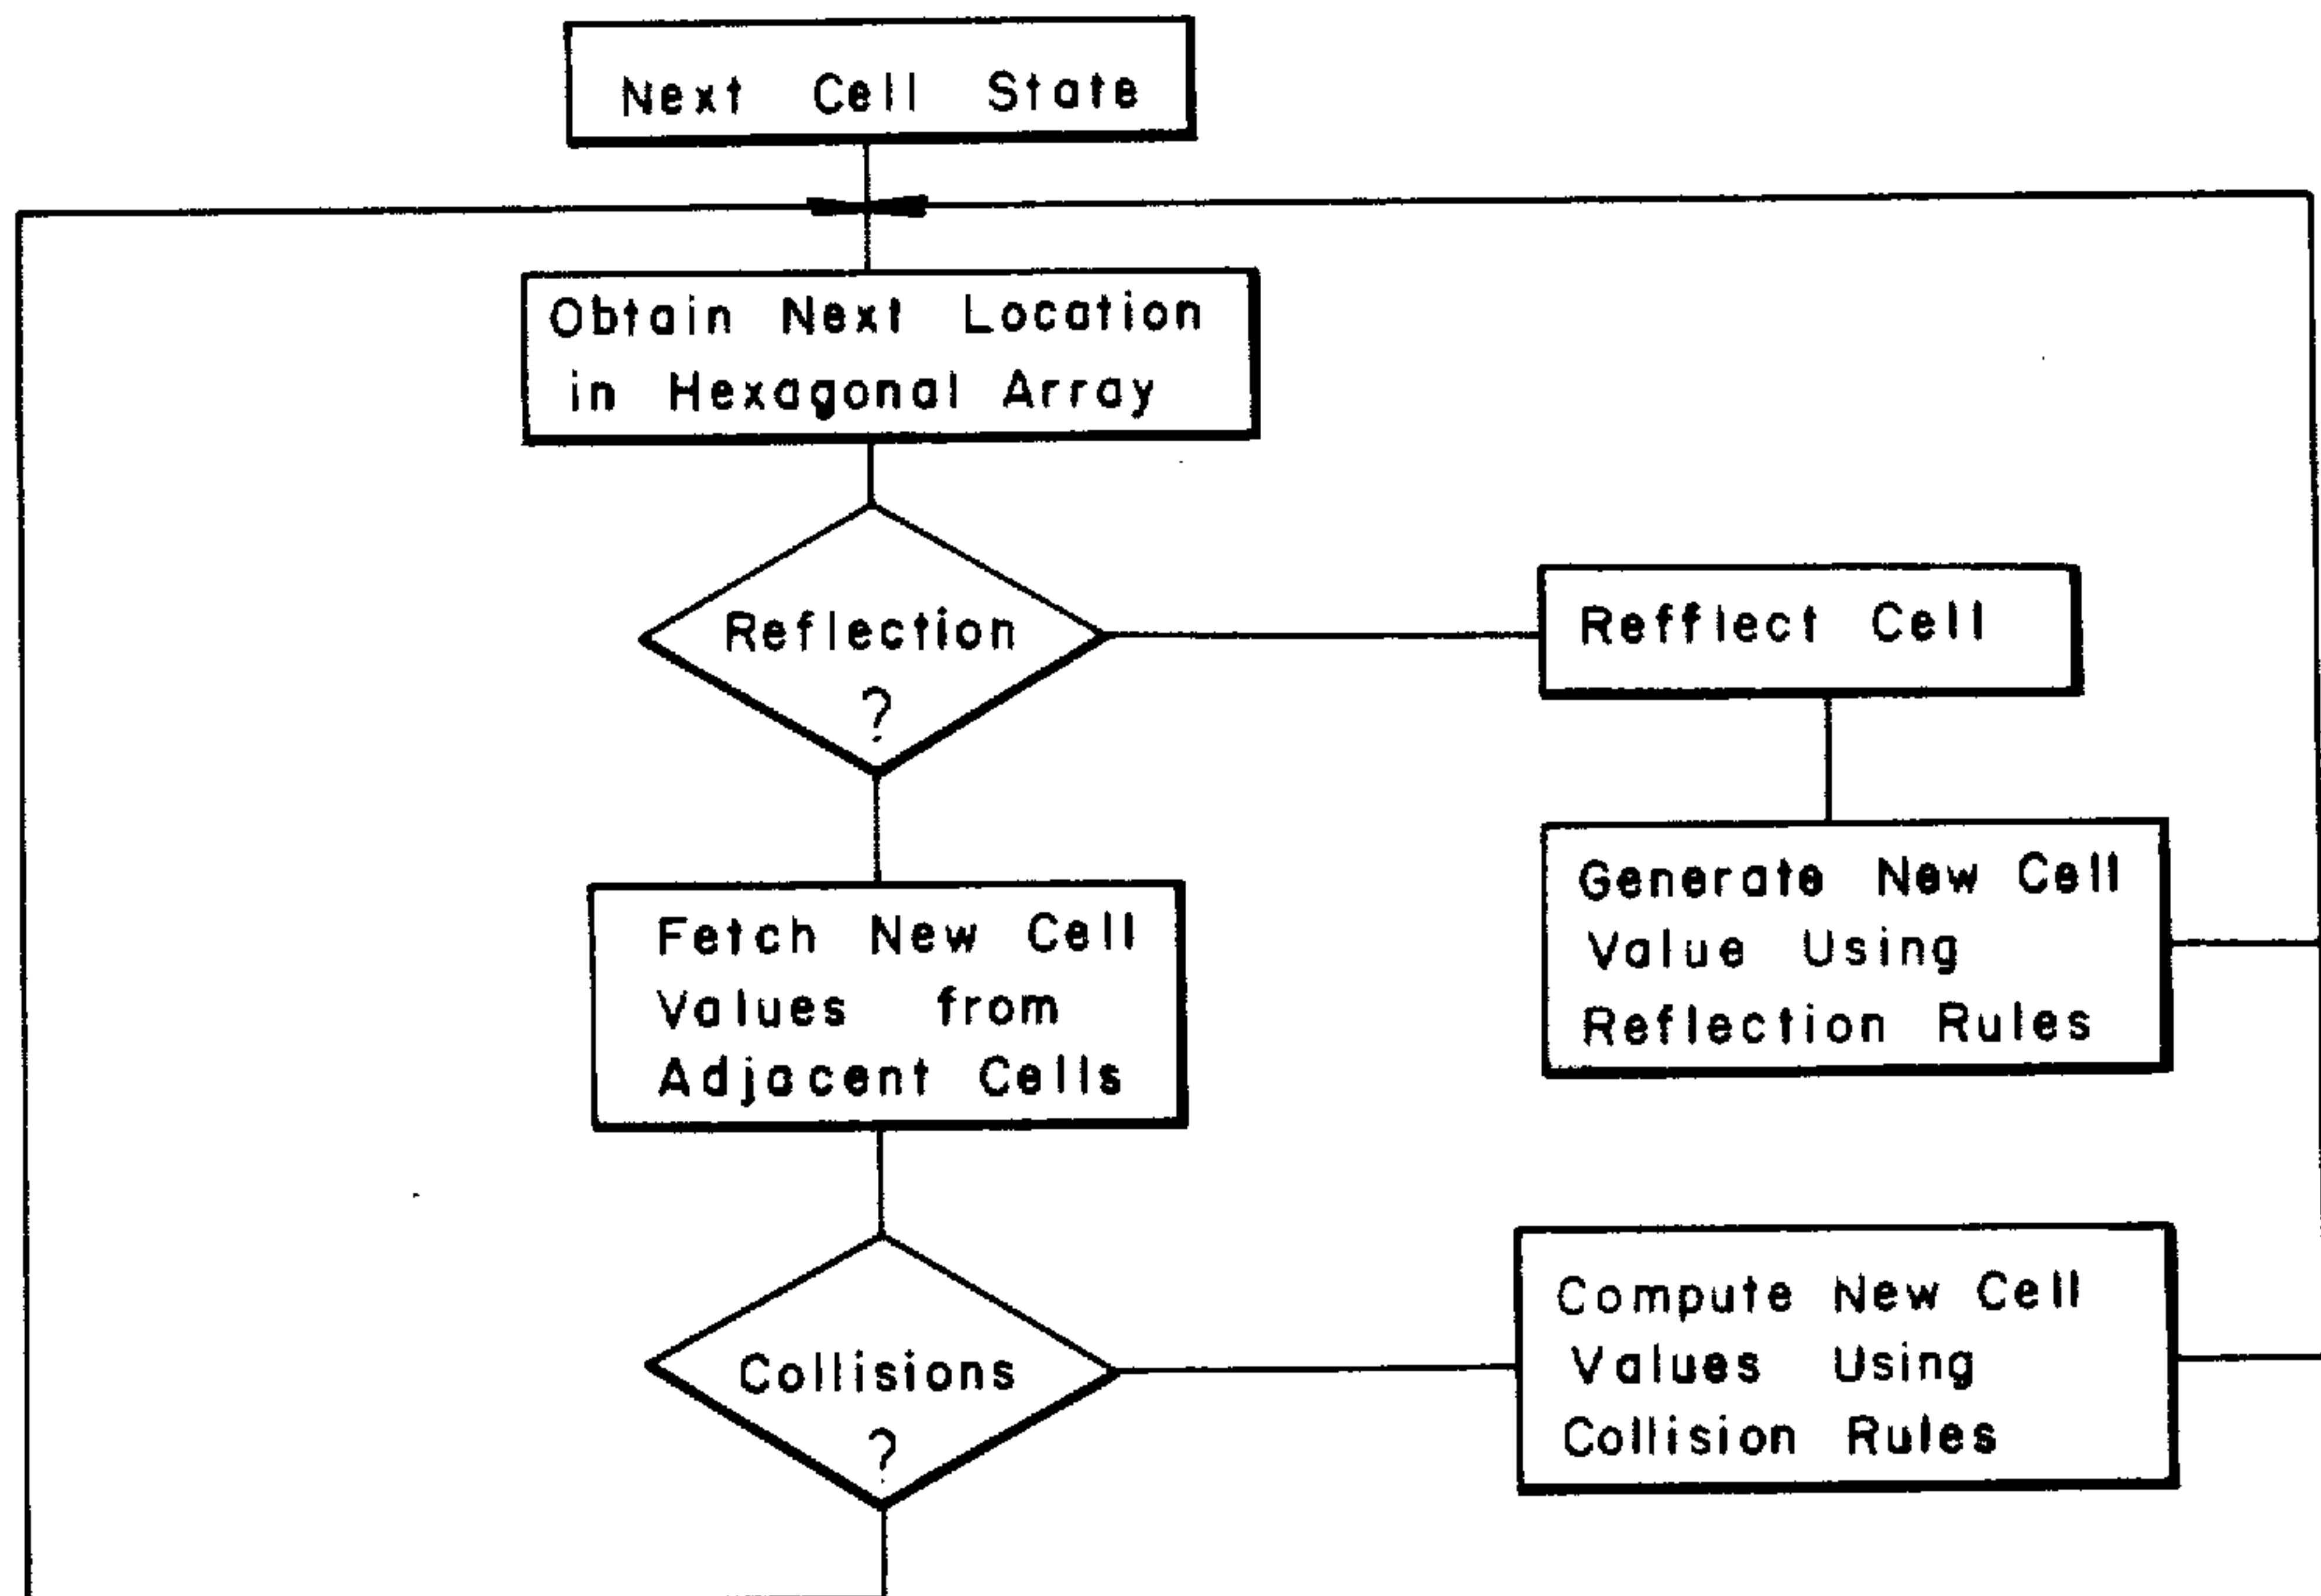 Next Cell State
Obtain Next Location
in Hexagonal Array
Reflection
?
Refflect Cell
Generate New Cell
Value Using
Reflection Rules
Fetch New Cell
Values from
Adjacent Cells
Collisions
?
Compute New Cell
Values Using
Collision Rules